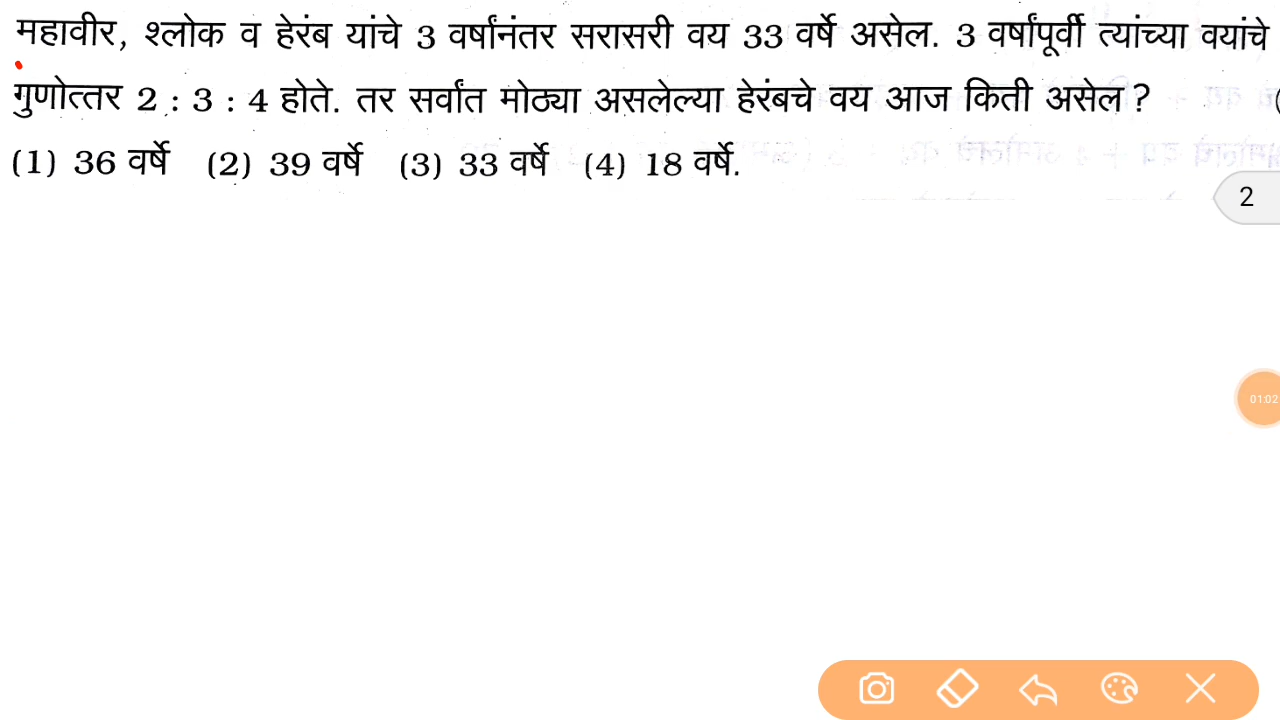 महावीर, श्लोक व हेरंब यांचे 3 वर्षांनंतर सरासरी वय 33 वर्षे असेल. 3 वर्षांपूर्वी त्यांच्या वयांचे
गुणोत्तर 2 : 3 : 4 होते. तर सर्वांत मोठ्या असलेल्या हेरंबचे वय आज किती असेल?
(1) 36 वर्षे (2) 39 वर्षे (3) 33 वर्षे (4) 18 वर्षे.
2
01:02